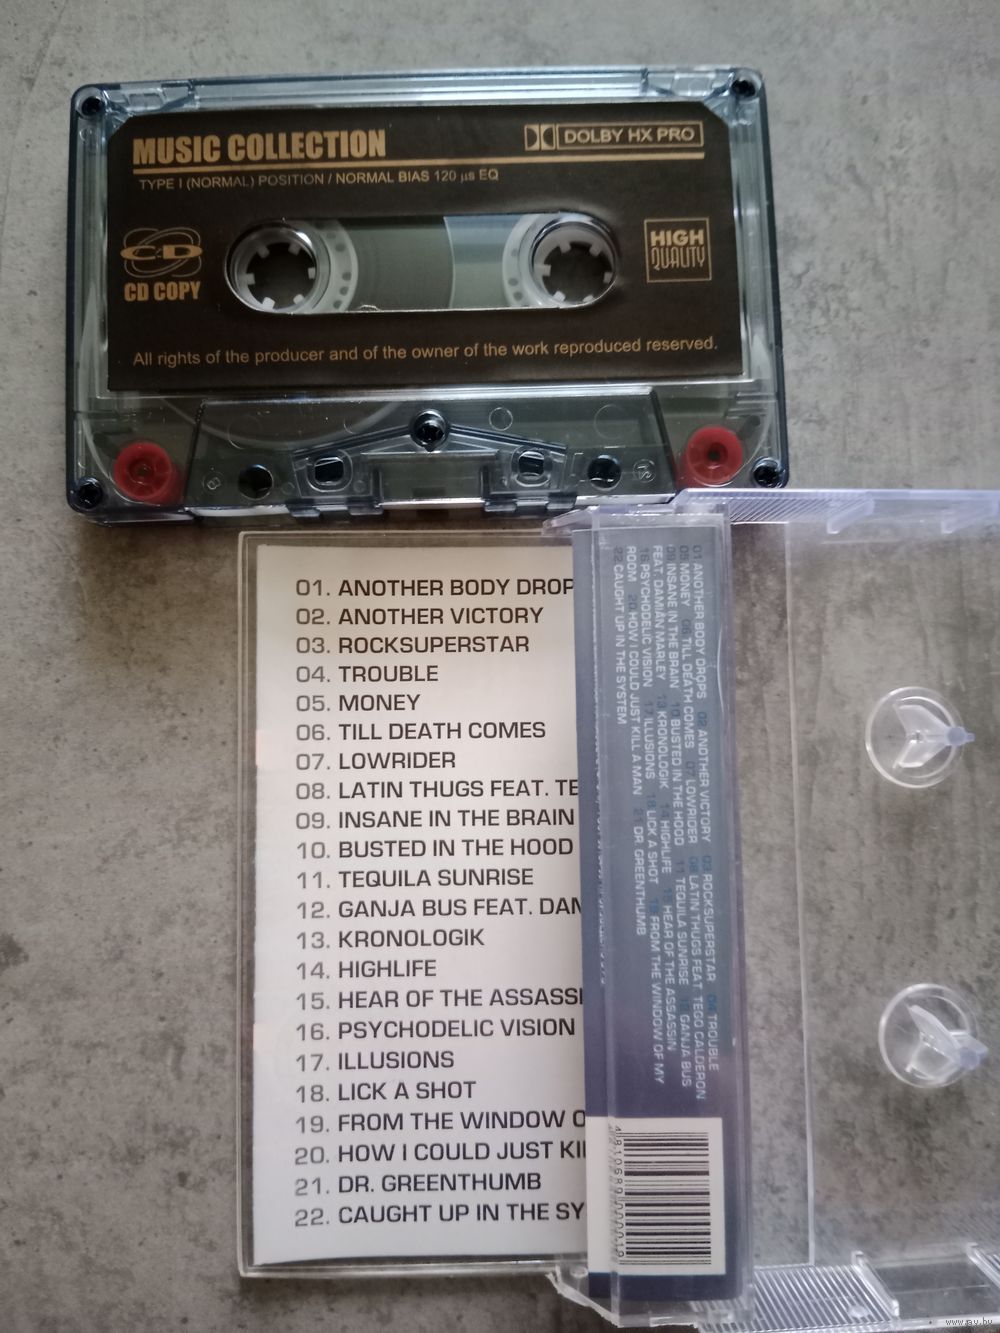 MUSIC COLLECTION
DOLBY HX PRO
TYPE I (NORMAL) POSITION / NORMAL BIAS 120 µs EQ
CD
CD COPY
HIGH
QUALITY
All rights of the producer and of the owner of the work reproduced reserved.
01. ANOTHER BODY DROP
02. ANOTHER VICTORY
03. ROCKSUPERSTAR
04. TROUBLE
05. MONEY
06. TILL DEATH COMES
07. LOWRIDER
08. LATIN THUGS FEAT. TE
09. INSANE IN THE BRAIN
10. BUSTED IN THE HOOD
11. TEQUILA SUNRISE
12. GANJA BUS FEAT. DAN
13. KRONOLOGIK
14. HIGHLIFE
15. HEAR OF THE ASSASSI
16. PSYCHODELIC VISION
17. ILLUSIONS
18. LICK A SHOT
19. FROM THE WINDOW O
20. HOW I COULD JUST KI
21. DR. GREENTHUMB
22. CAUGHT UP IN THE SY
01 ANOTHER BODY DROPS 02 ANOTHER VICTORY 03 ROCKSUPERSTAR 04 TROUBLE
05 MONEY 06 TILL DEATH COMES 07 LOWRIDER 08 LATIN THUGS FEAT. TEGO CALDERON
09 INSANE IN THE BRAIN 10 BUSTED IN THE HOOD 11 TEQUILA SUNRISE 12 GANJA BUS
FEAT. DAMIAN MARLEY 13 KRONOLOGIK 14 HIGHLIFE 15 HEAR OF THE ASSASSIN
16 PSYCHODELIC VISION 17 ILLUSIONS 18 LICK A SHOT 19 FROM THE WINDOW OF MY
ROOM 20 HOW I COULD JUST KILL A MAN 21 DR. GREENTHUMB
22 CAUGHT UP IN THE SYSTEM
4810689000019
www.ay.by